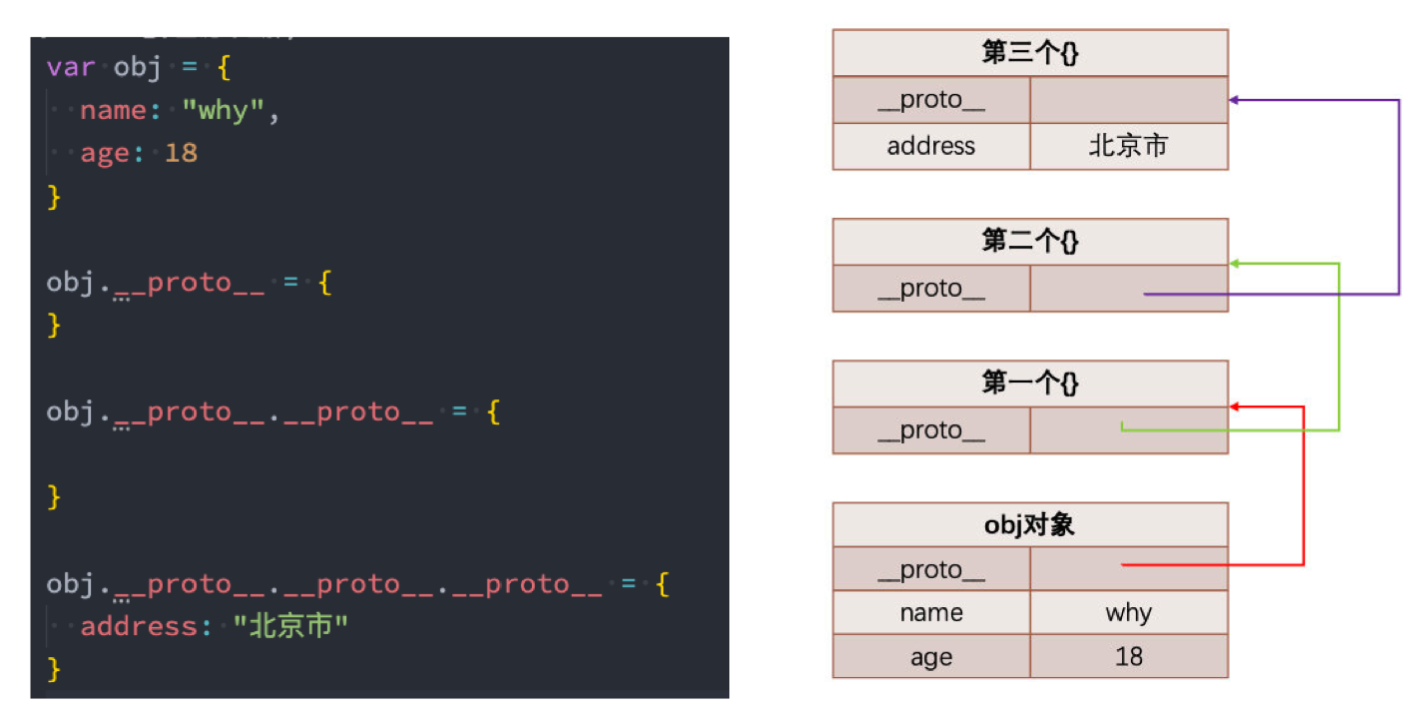 var obj = {
name: "why",
age: 18
}
obj.__proto__ = {
}
obj.__proto__.__proto__ = {
}
obj.__proto__.__proto__.__proto__ = {
address: "北京市"
}
第三个{}
__proto__
address 北京市
第二个{}
__proto__
第一个{}
__proto__
obj对象
__proto__
name why
age 18